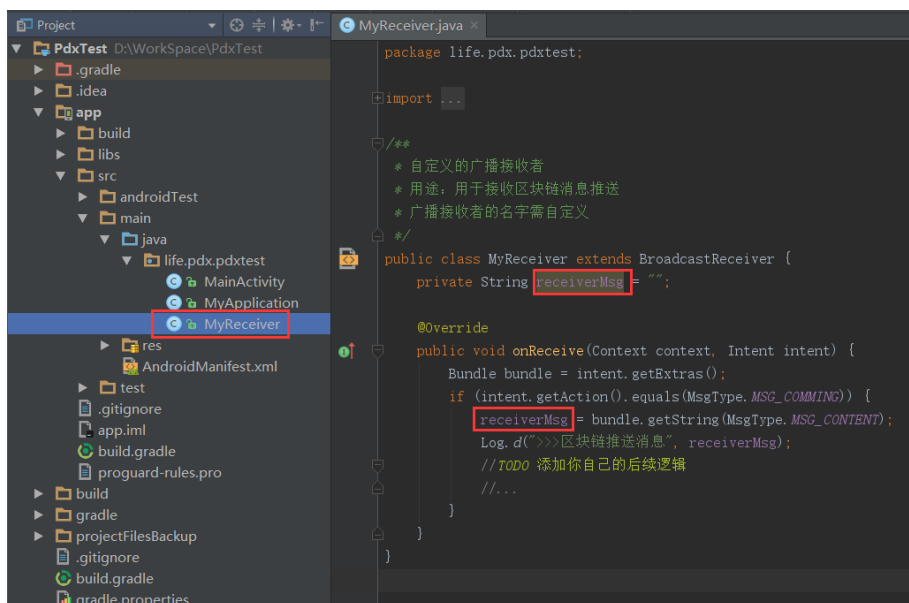 Project
MyReceiver.java
PdxTest D:\WorkSpace\PdxTest
.gradle
.idea
app
build
libs
src
androidTest
main
java
life.pdx.pdxtest
MainActivity
MyApplication
MyReceiver
res
AndroidManifest.xml
test
.gitignore
app.iml
build.gradle
proguard-rules.pro
build
gradle
projectFilesBackup
.gitignore
build.gradle
gradle.properties
package life.pdx.pdxtest;
import ...
/**
* 自定义的广播接收者
* 用途：用于接收区块链消息推送
* 广播接收者的名字需自定义
*/
public class MyReceiver extends BroadcastReceiver {
private String receiverMsg = "";
@Override
public void onReceive(Context context, Intent intent) {
Bundle bundle = intent.getExtras();
if (intent.getAction().equals(MsgType.MSG_COMMING)) {
receiverMsg = bundle.getString(MsgType.MSG_CONTENT);
Log.d(">>>区块链推送消息", receiverMsg);
//TODO 添加你自己的后续逻辑
//...
}
}
}